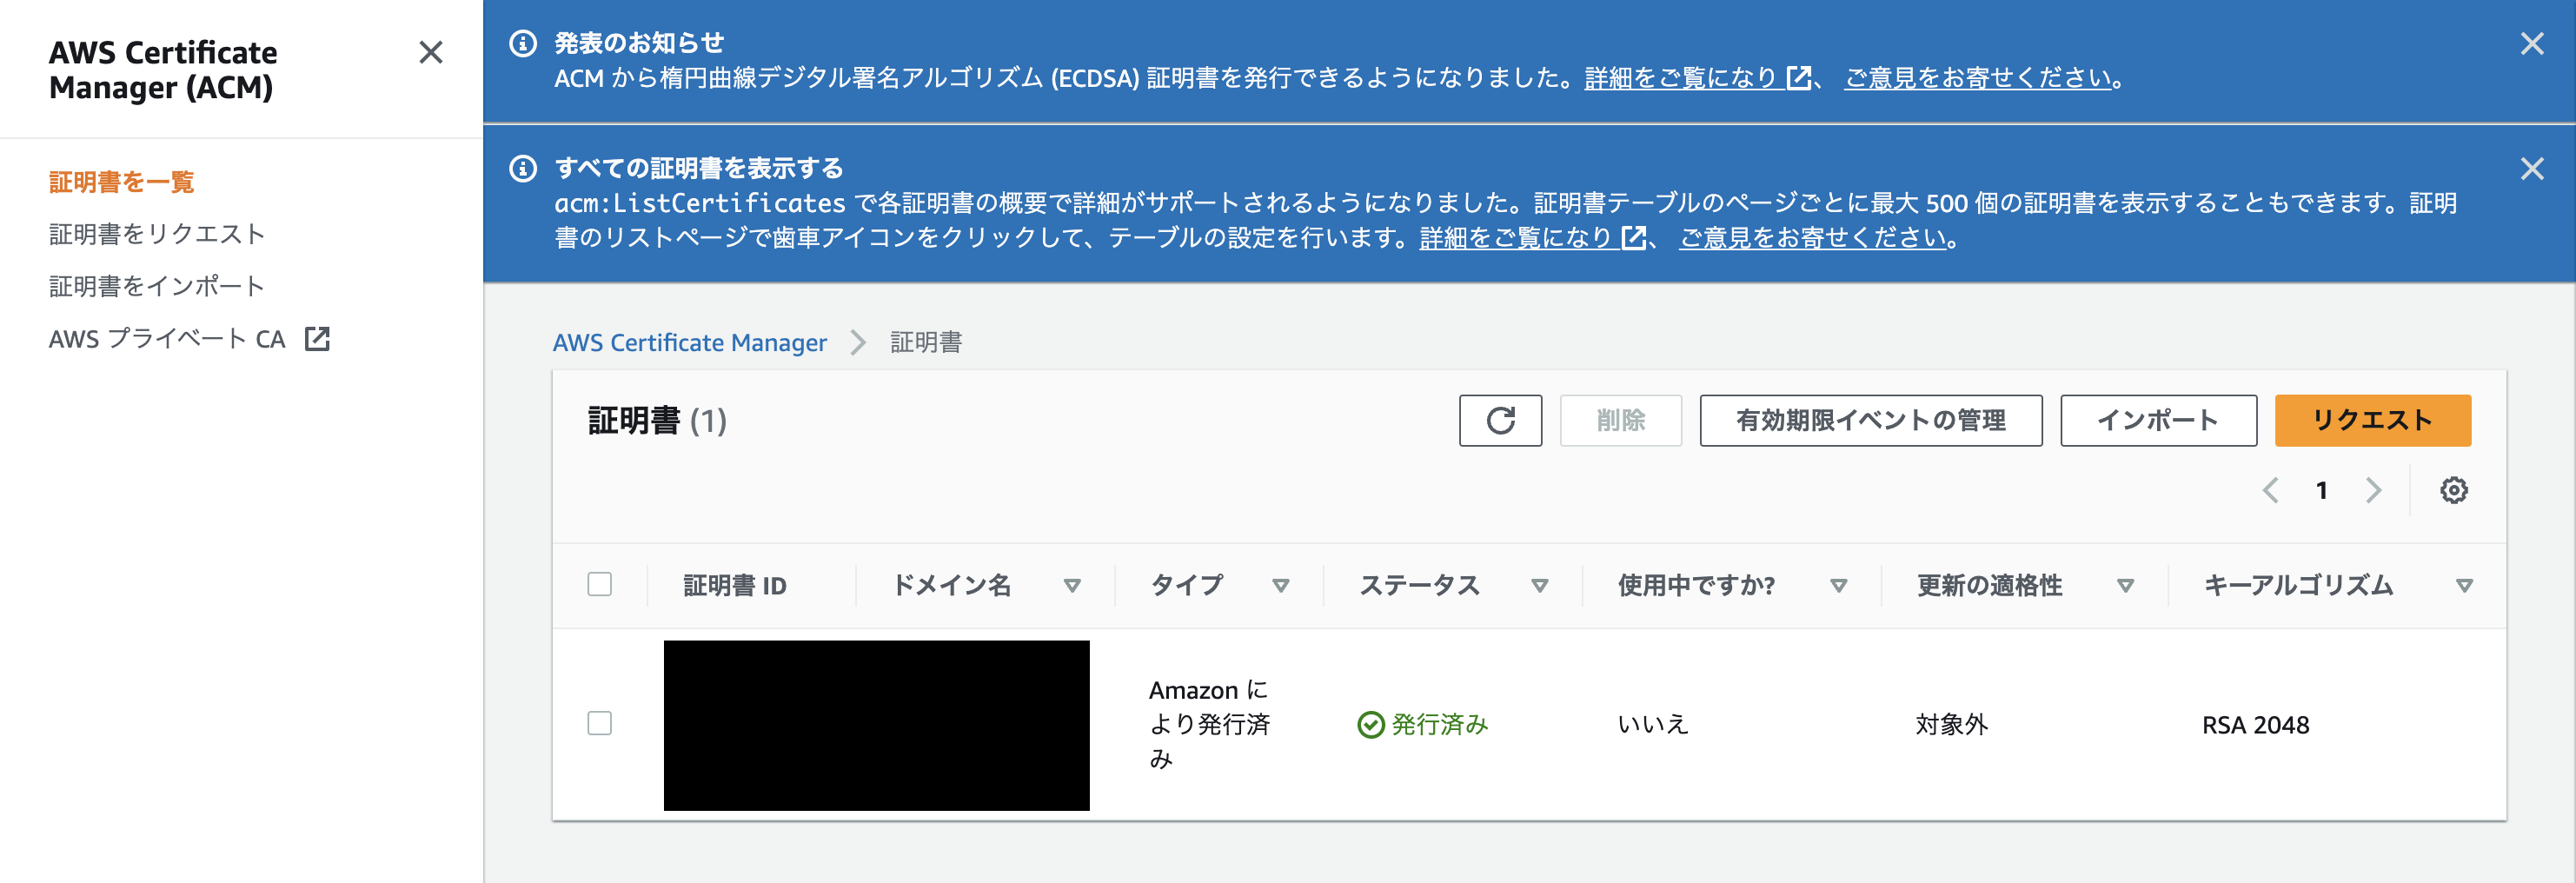 AWS Certificate
Manager (ACM)
証明書を一覧
証明書をリクエスト
証明書をインポート
AWS プライベート CA
発表のお知らせ
ACM から楕円曲線デジタル署名アルゴリズム (ECDSA) 証明書を発行できるようになりました。詳細をご覧になり 、 ご意見をお寄せください。
すべての証明書を表示する
acm:ListCertificates で各証明書の概要で詳細がサポートされるようになりました。証明書テーブルのページごとに最大 500 個の証明書を表示することもできます。証明
書のリストページで歯車アイコンをクリックして、テーブルの設定を行います。詳細をご覧になり 、 ご意見をお寄せください。
AWS Certificate Manager 証明書
証明書 (1) 削除 有効期限イベントの管理 インポート リクエスト
1
証明書 ID ドメイン名 タイプ ステータス 使用中ですか? 更新の適格性 キーアルゴリズム
Amazon に
より発行済
み
発行済み いいえ 対象外 RSA 2048